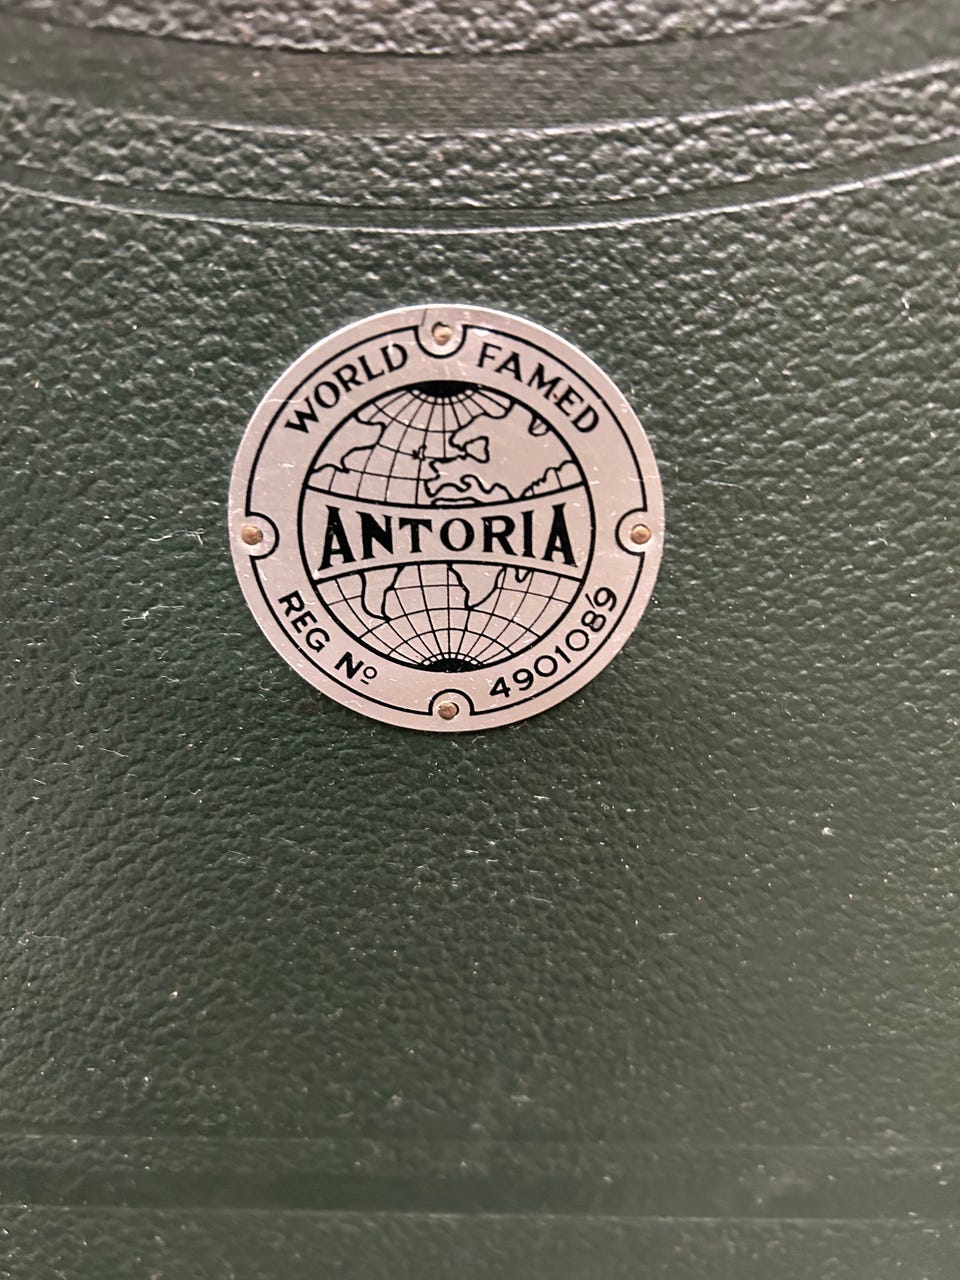 WORLD FAMED
ANTORIA
REG Nº 4901089